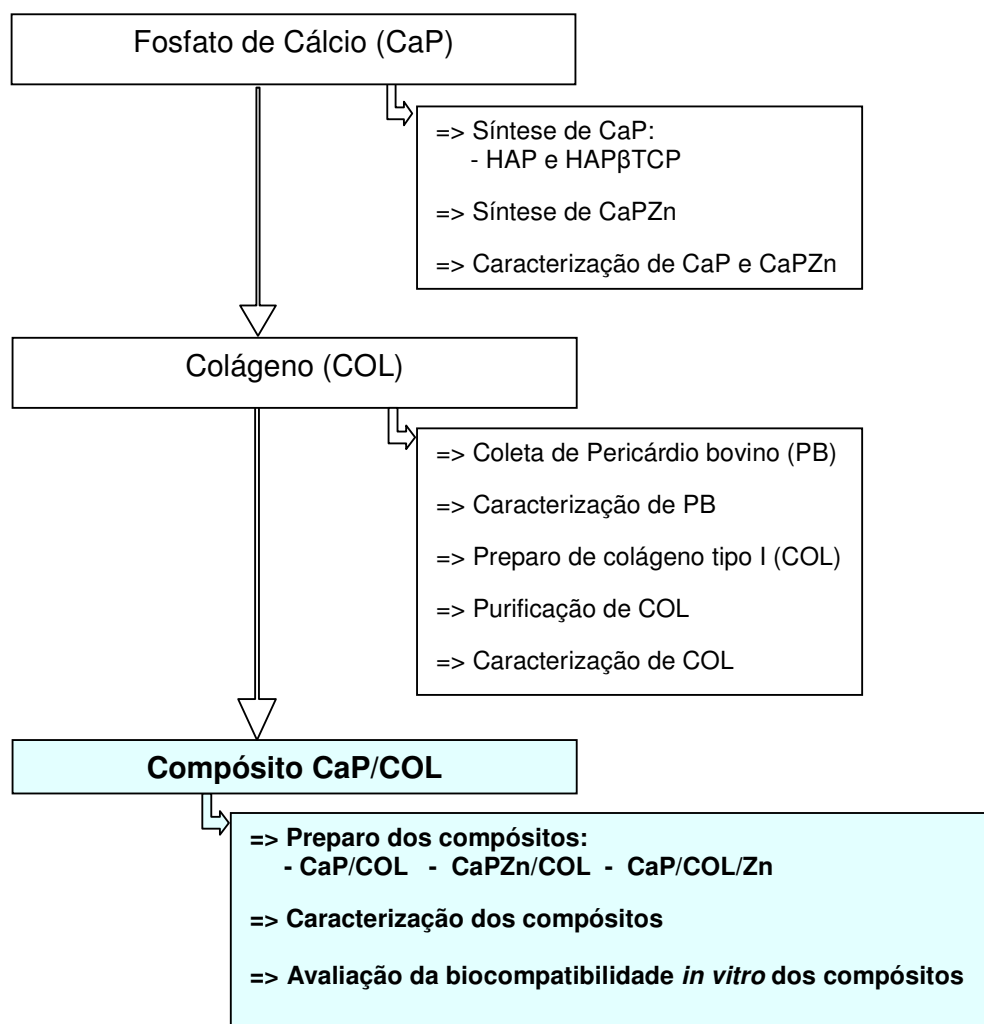 Fosfato de Cálcio (CaP)
=> Síntese de CaP:
- HAP e HAPβTCP
=> Síntese de CaPZn
=> Caracterização de CaP e CaPZn
Colágeno (COL)
=> Coleta de Pericárdio bovino (PB)
=> Caracterização de PB
=> Preparo de colágeno tipo I (COL)
=> Purificação de COL
=> Caracterização de COL
Compósito CaP/COL
=> Preparo dos compósitos:
- CaP/COL - CaPZn/COL - CaP/COL/Zn
=> Caracterização dos compósitos
=> Avaliação da biocompatibilidade in vitro dos compósitos